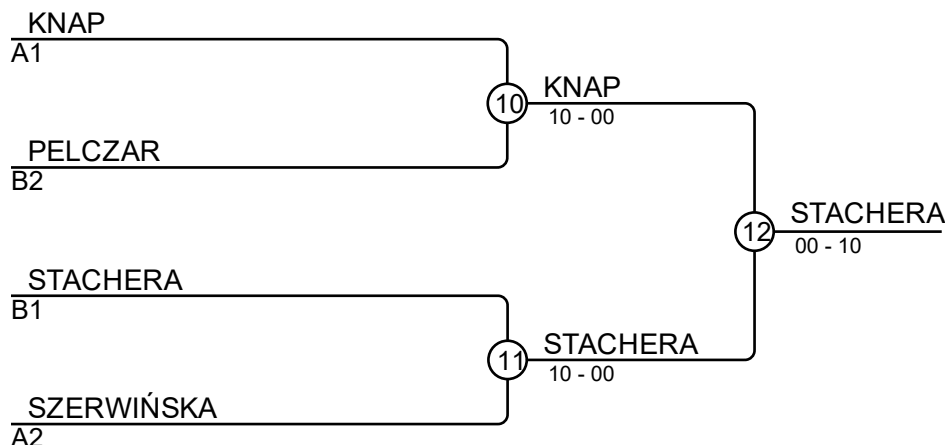 KNAP
A1
10
KNAP
10 - 00
PELCZAR
B2
12
STACHERA
00 - 10
STACHERA
B1
11
STACHERA
10 - 00
SZERWIŃSKA
A2